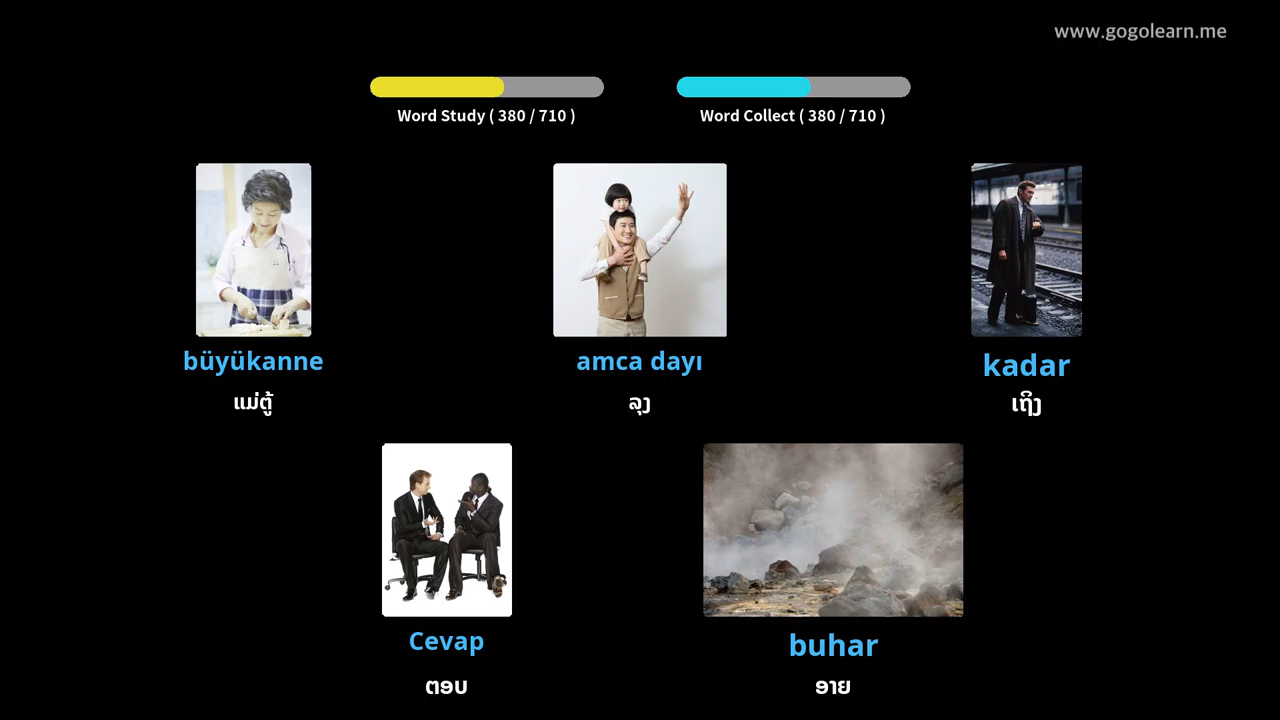 www.gogolearn.me
Word Study ( 380 / 710 )
Word Collect ( 380 / 710 )
büyükanne
amca dayı
kadar
ແມ່ຕູ້
ລຸງ
ເຖິງ
Cevap
buhar
ຕອບ
ອາຍ